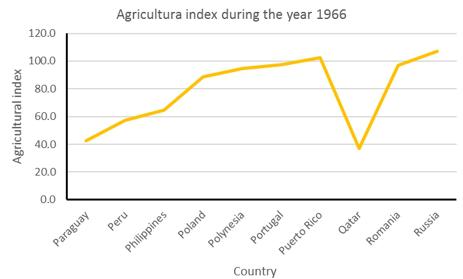 Agricultura index during the year 1966
120.0
100.0
80.0
60.0
40.0
20.0
0.0
Agricultural index
Paraguay
Peru
Philippines
Poland
Polynesia
Portugal
Puerto Rico
Qatar
Romania
Russia
Country